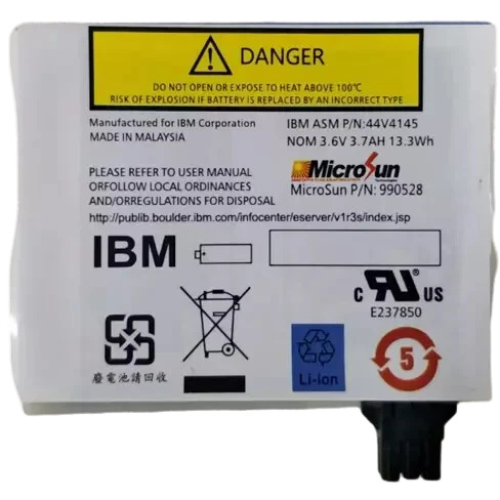 DANGER
DO NOT OPEN OR EXPOSE TO HEAT ABOVE 100℃
RISK OF EXPLOSION IF BATTERY IS REPLACED BY AN INCORRECT TYPE
Manufactured for IBM Corporation
MADE IN MALAYSIA
IBM ASM P/N:44V4145
NOM 3.6V 3.7AH 13.3Wh
PLEASE REFER TO USER MANUAL
ORFOLLOW LOCAL ORDINANCES
AND/ORREGULATIONS FOR DISPOSAL
MicroSun
MicroSun P/N: 990528
http://publib.boulder.ibm.com/infocenter/eserver/v1r3s/index.jsp
IBM
c RU US
E237850
廢電池請回收
Li-ion
5